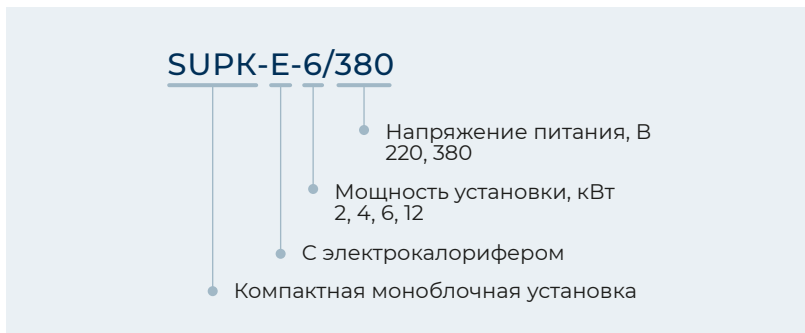 SUPK-E-6/380
Напряжение питания, В
220, 380
Мощность установки, кВт
2, 4, 6, 12
С электрокалорифером
Компактная моноблочная установка